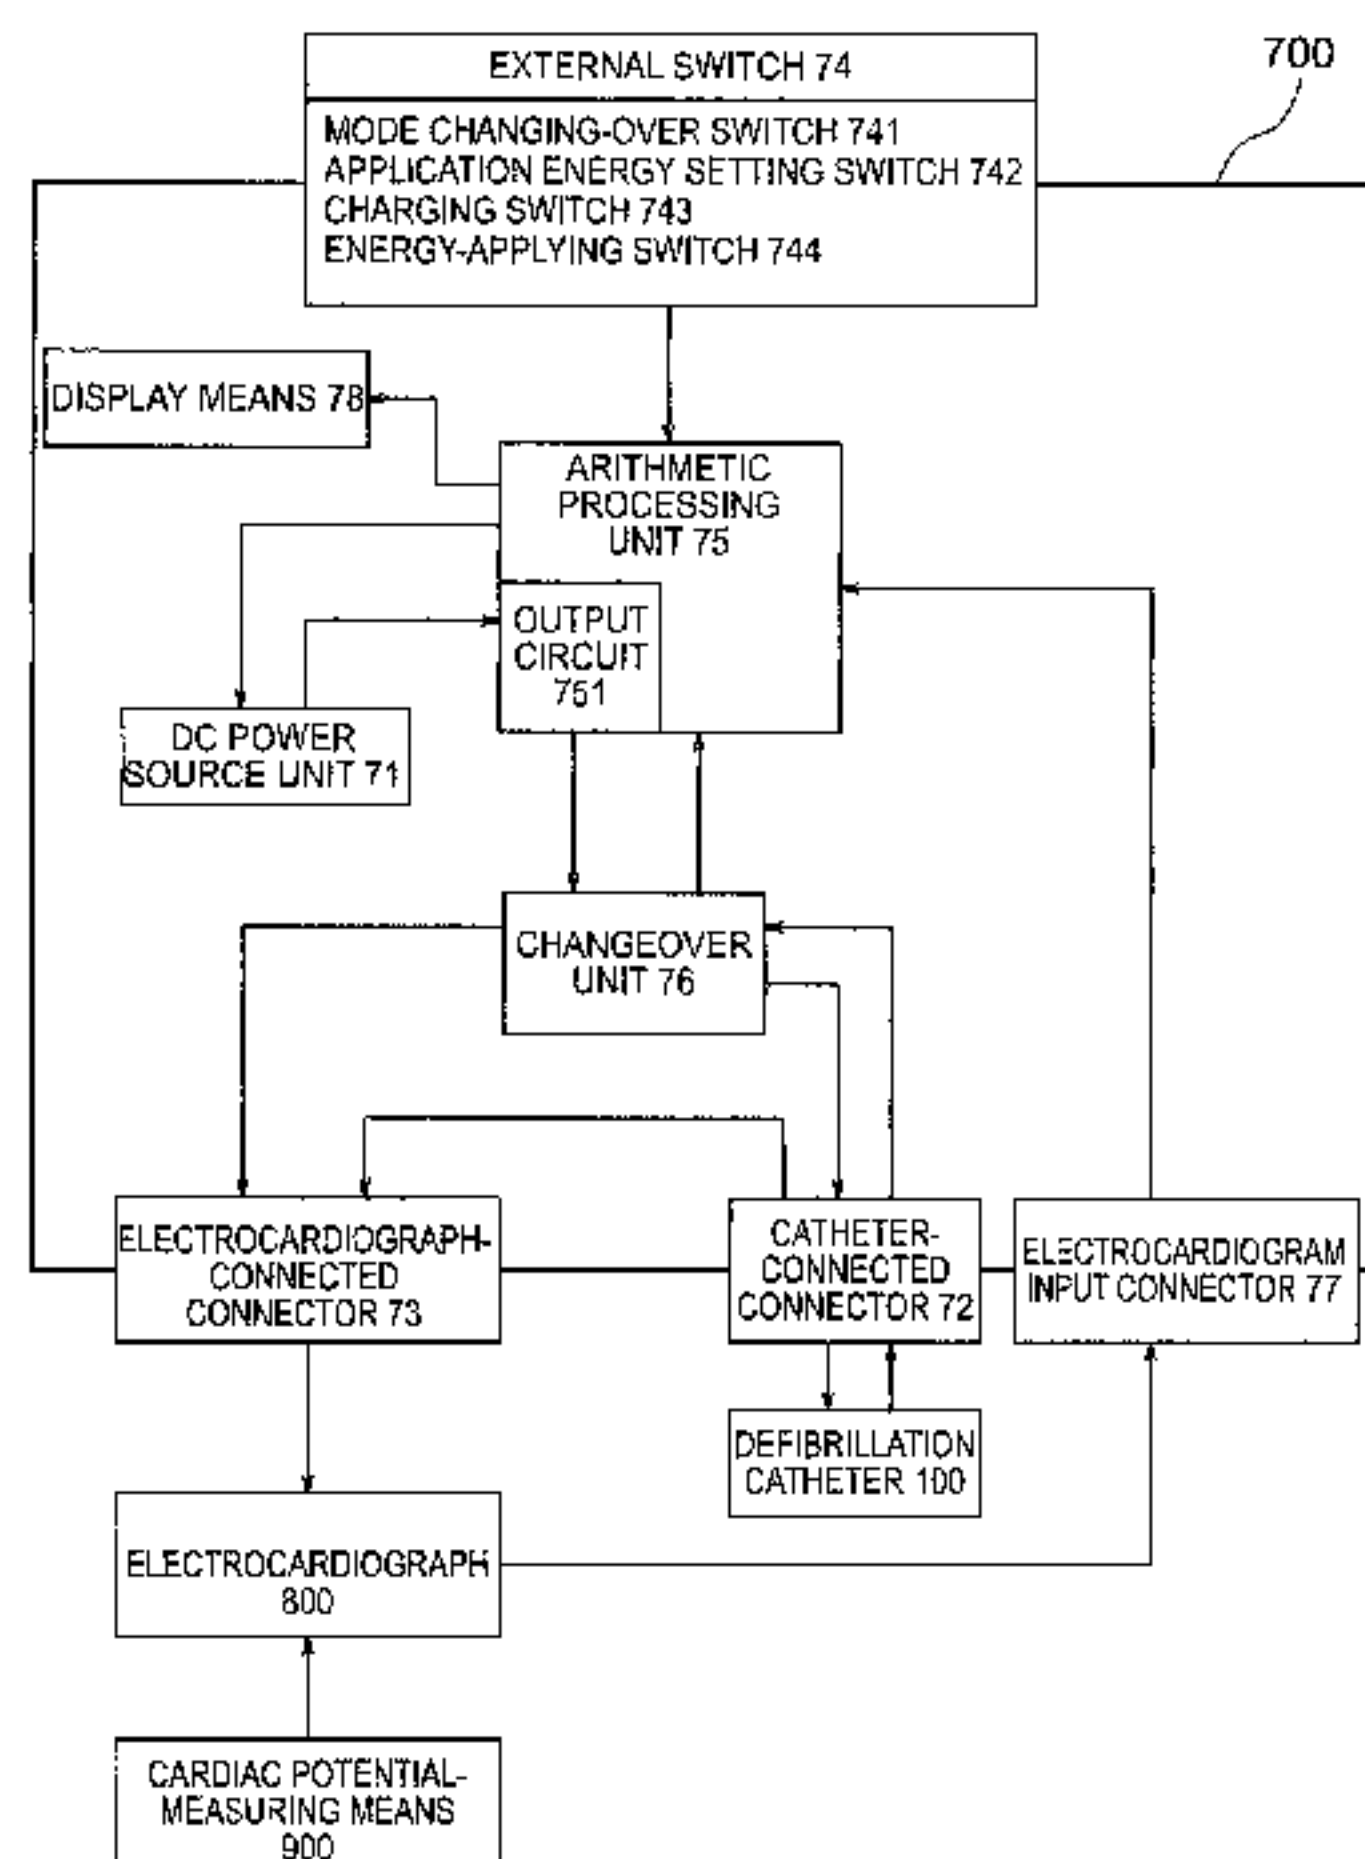 EXTERNAL SWITCH 74
700
MODE CHANGING-OVER SWITCH 741
APPLICATION ENERGY SETTING SWITCH 742
CHARGING SWITCH 743
ENERGY-APPLYING SWITCH 744
DISPLAY MEANS 78
ARITHMETIC
PROCESSING
UNIT 75
OUTPUT
CIRCUIT
751
DC POWER
SOURCE UNIT 71
CHANGEOVER
UNIT 76
ELECTROCARDIOGRAPH-
CONNECTED
CONNECTOR 73
CATHETER-
CONNECTED
CONNECTOR 72
ELECTROCARDIOGRAM
INPUT CONNECTOR 77
DEFIBRILLATION
CATHETER 100
ELECTROCARDIOGRAPH
800
CARDIAC POTENTIAL-
MEASURING MEANS
900